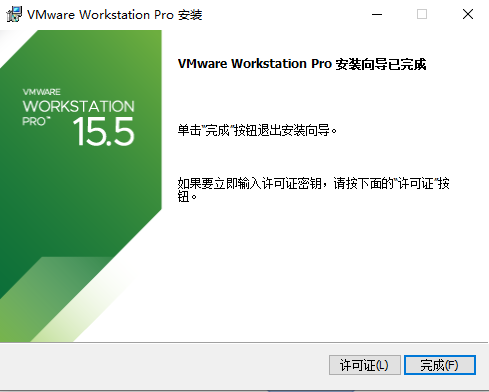 VMware Workstation Pro 安装
VMware Workstation Pro 安装向导已完成
VMWARE
WORKSTATION
PRO™ 15.5
单击"完成"按钮退出安装向导。
如果要立即输入许可证密钥，请按下面的"许可证"按
钮。
许可证(L)
完成(F)